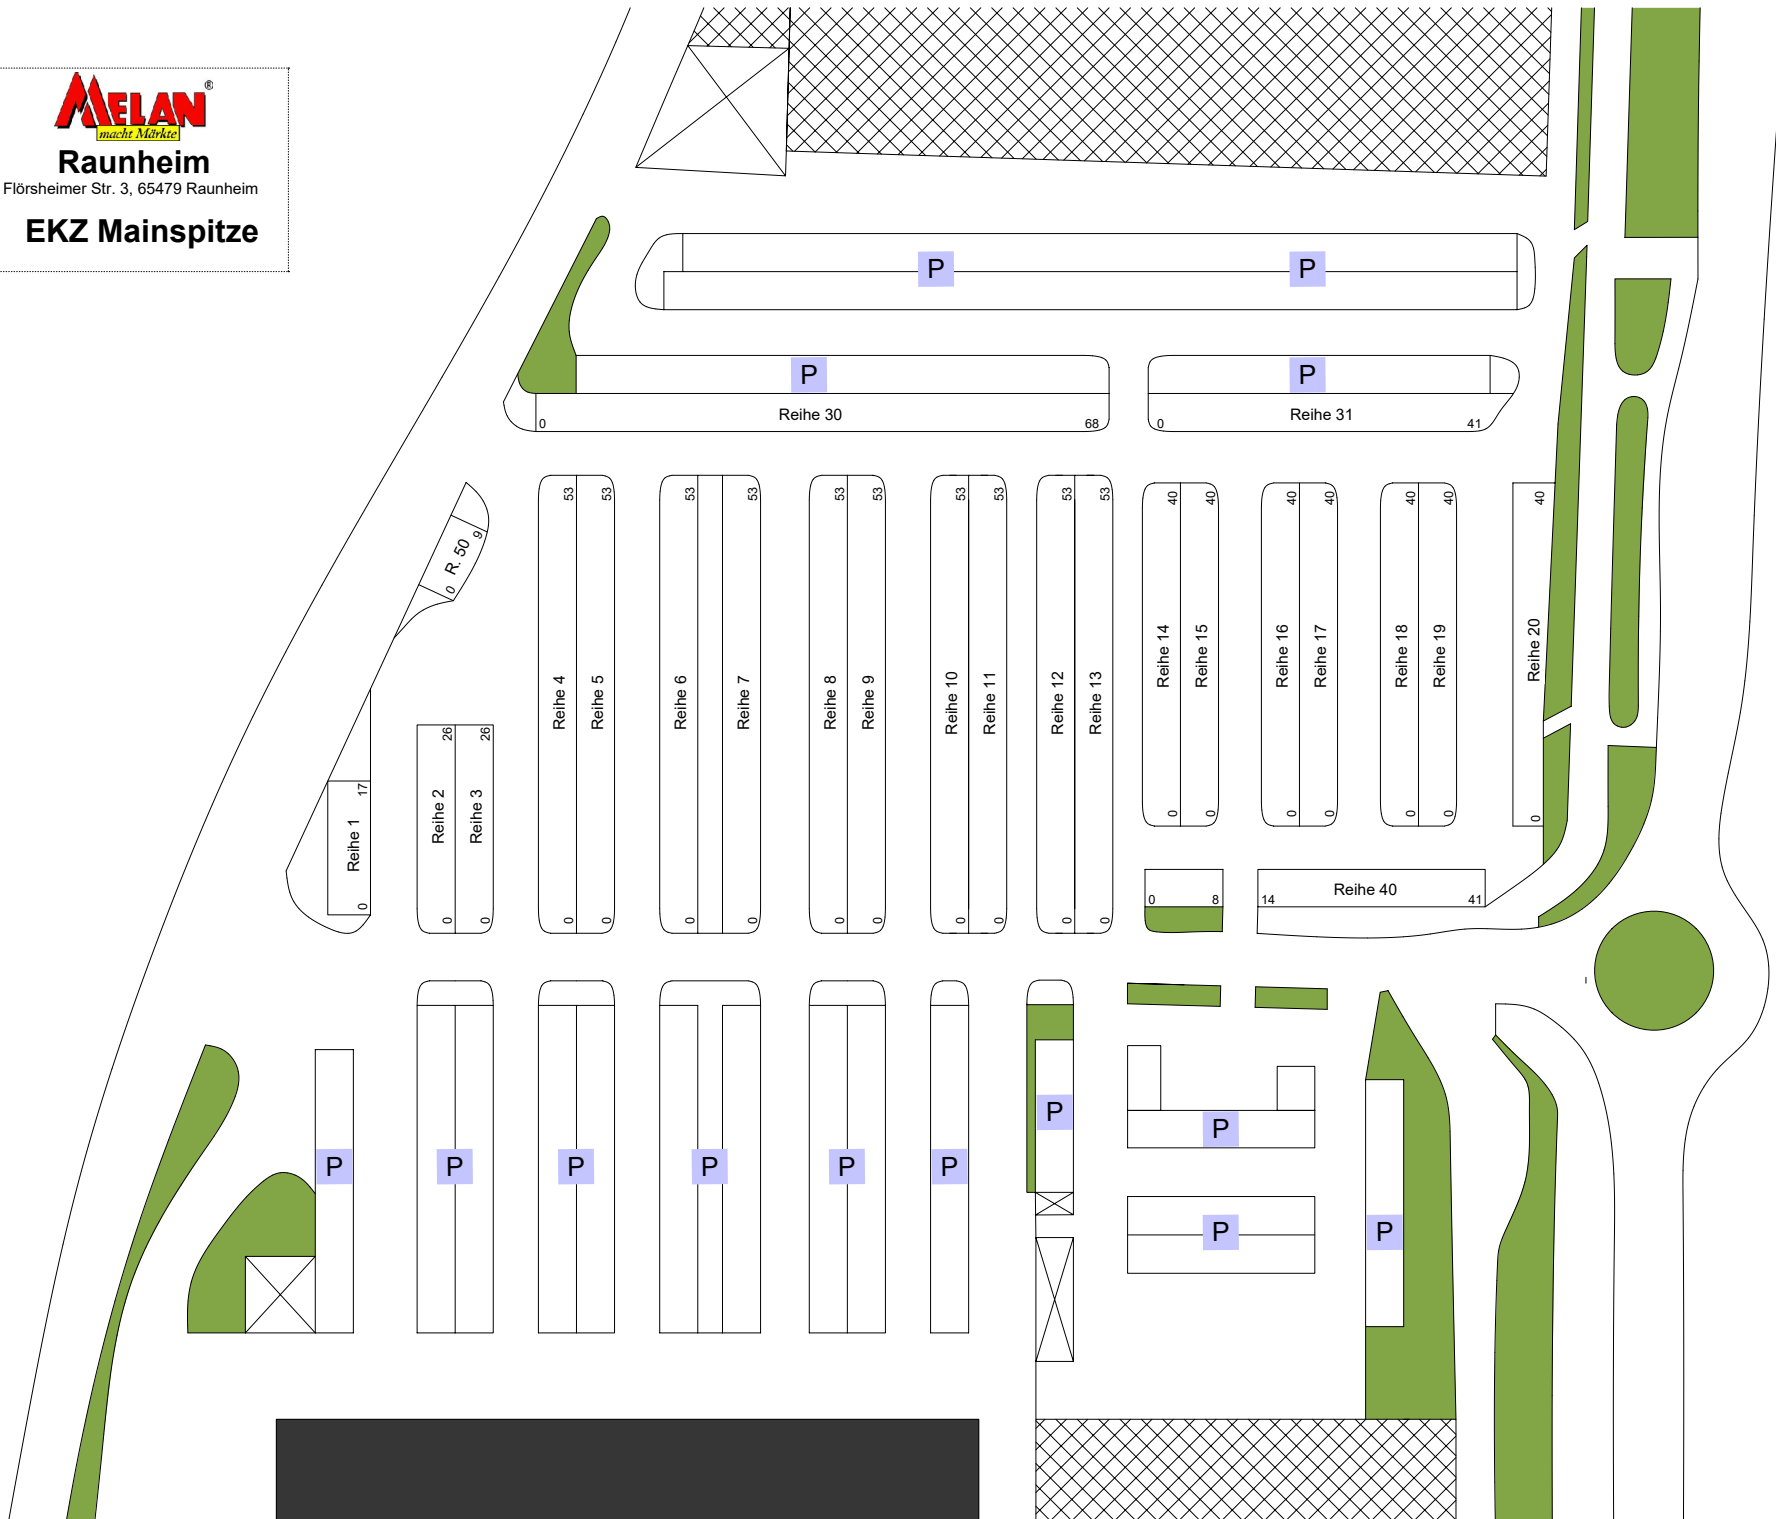 MELAN®
macht Märkte
Raunheim
Flörsheimer Str. 3, 65479 Raunheim
EKZ Mainspitze
P P
P P
Reihe 30 Reihe 31
0 68 0 41
53 53 53 53 53 53 53 53 53 53 40 40 40 40 40 40 40
R. 50
0 9
Reihe 4 Reihe 5 Reihe 6 Reihe 7 Reihe 8 Reihe 9 Reihe 10 Reihe 11 Reihe 12 Reihe 13 Reihe 14 Reihe 15 Reihe 16 Reihe 17 Reihe 18 Reihe 19 Reihe 20
26 26
17
Reihe 1 Reihe 2 Reihe 3
0 0 0 0 0 0 0 0 0 0 0 0 0
0 0 0 0 0 0 0
Reihe 40
0 8 14 41
P
P
P P P P P P
P P